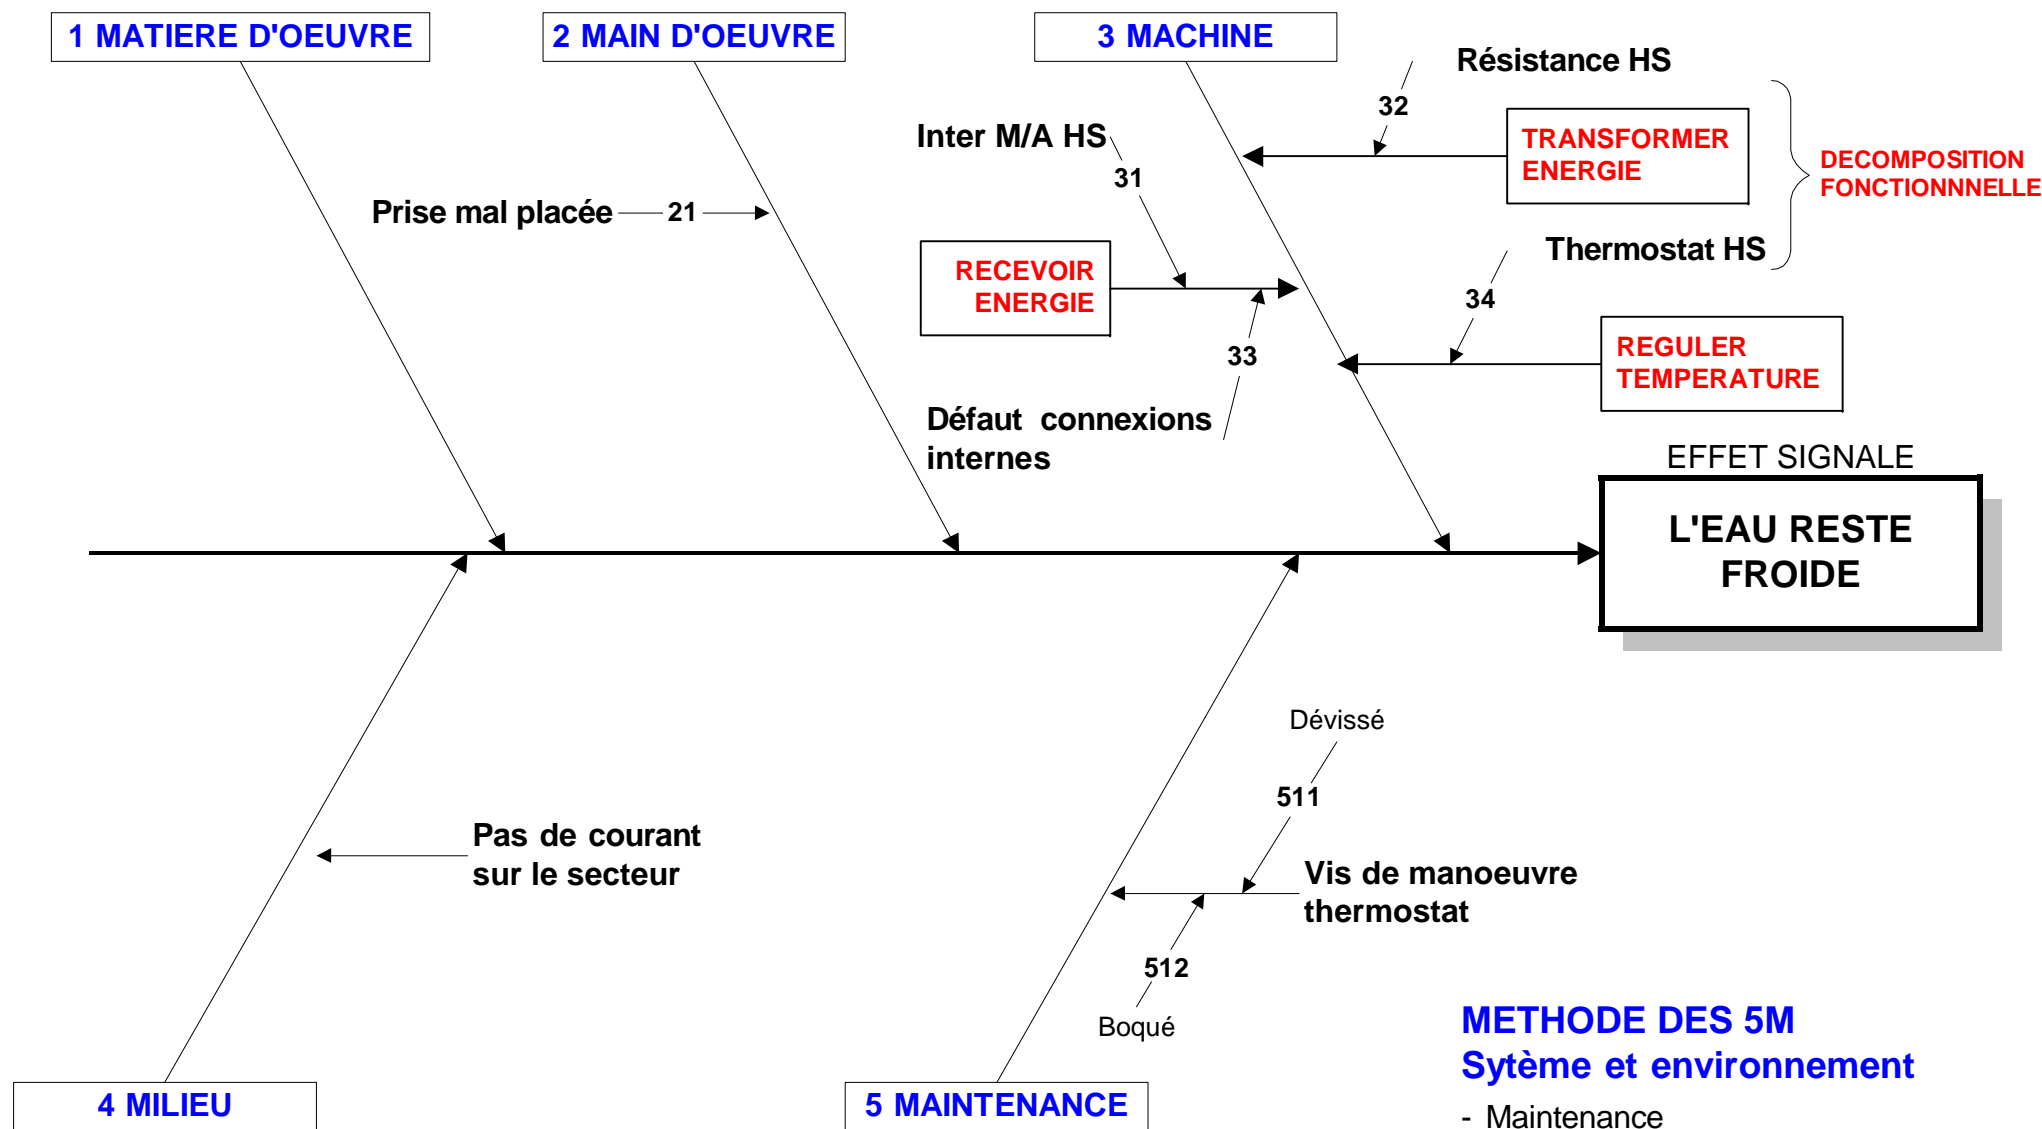 1 MATIERE D'OEUVRE
2 MAIN D'OEUVRE
3 MACHINE
Résistance HS
32
Inter M/A HS
TRANSFORMER
ENERGIE
DECOMPOSITION
FONCTIONNNELLE
31
Prise mal placée
21
Thermostat HS
RECEVOIR
ENERGIE
34
33
REGULER
TEMPERATURE
Défaut connexions
internes
EFFET SIGNALE
L'EAU RESTE
FROIDE
Dévissé
511
Pas de courant
sur le secteur
Vis de manoeuvre
thermostat
512
Boqué
METHODE DES 5M
Sytème et environnement
4 MILIEU
5 MAINTENANCE
- Maintenance